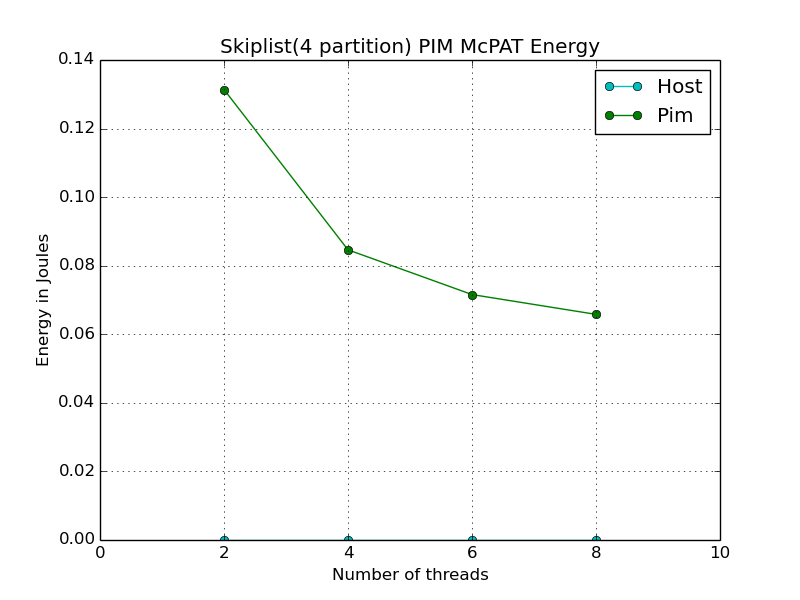 Skiplist(4 partition) PIM McPAT Energy
0.14
0.12
0.10
0.08
0.06
0.04
0.02
0.00
Energy in Joules
Host
Pim
0 2 4 6 8 10
Number of threads